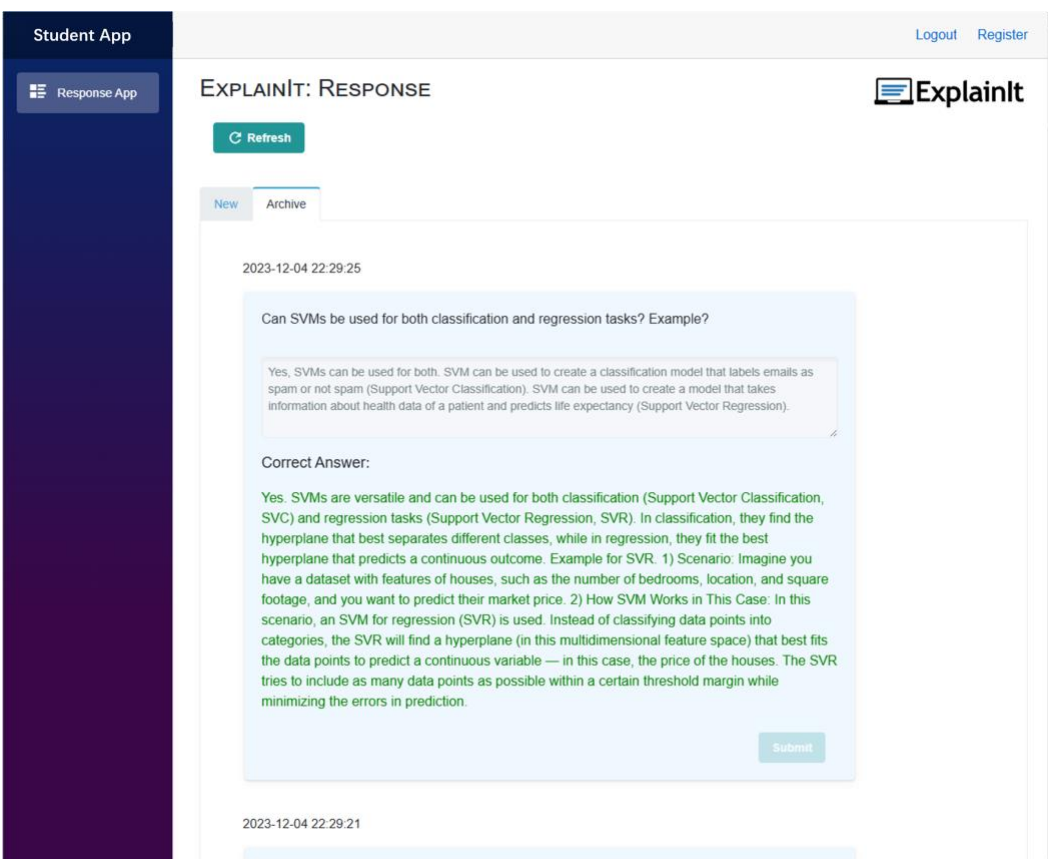 Student App
Logout Register
Response App
EXPLAINIT: RESPONSE
ExplainIt
Refresh
New Archive
2023-12-04 22:29:25
Can SVMs be used for both classification and regression tasks? Example?
Yes, SVMs can be used for both. SVM can be used to create a classification model that labels emails as
spam or not spam (Support Vector Classification). SVM can be used to create a model that takes
information about health data of a patient and predicts life expectancy (Support Vector Regression).
Correct Answer:
Yes. SVMs are versatile and can be used for both classification (Support Vector Classification,
SVC) and regression tasks (Support Vector Regression, SVR). In classification, they find the
hyperplane that best separates different classes, while in regression, they fit the best
hyperplane that predicts a continuous outcome. Example for SVR. 1) Scenario: Imagine you
have a dataset with features of houses, such as the number of bedrooms, location, and square
footage, and you want to predict their market price. 2) How SVM Works in This Case: In this
scenario, an SVM for regression (SVR) is used. Instead of classifying data points into
categories, the SVR will find a hyperplane (in this multidimensional feature space) that best fits
the data points to predict a continuous variable — in this case, the price of the houses. The SVR
tries to include as many data points as possible within a certain threshold margin while
minimizing the errors in prediction.
Submit
2023-12-04 22:29:21